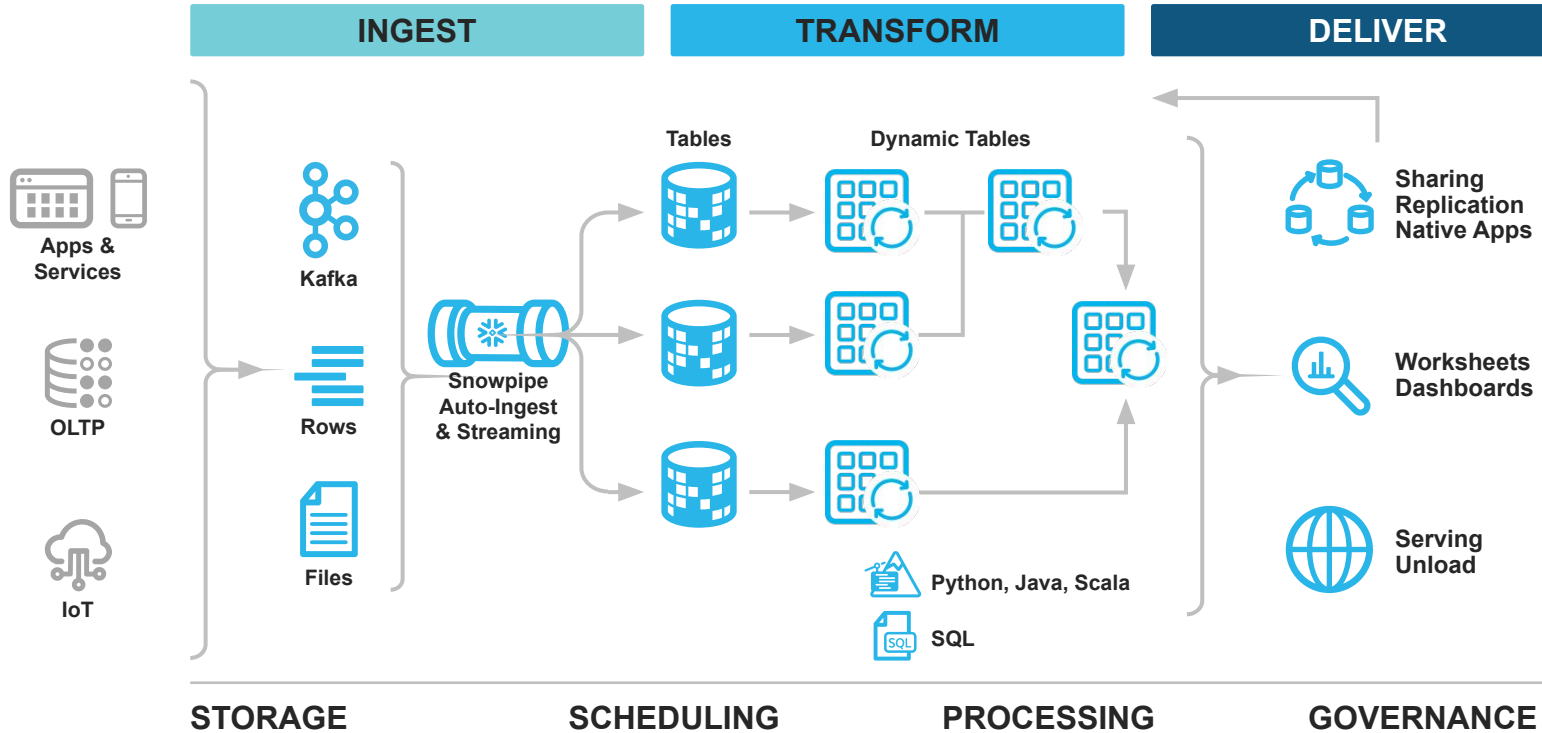 INGEST
TRANSFORM
DELIVER
Apps &
Services
OLTP
IoT
Kafka
Rows
Files
Snowpipe
Auto-Ingest
& Streaming
Tables
Dynamic Tables
Python, Java, Scala
SQL
SQL
Sharing
Replication
Native Apps
Worksheets
Dashboards
Serving
Unload
STORAGE
SCHEDULING
PROCESSING
GOVERNANCE